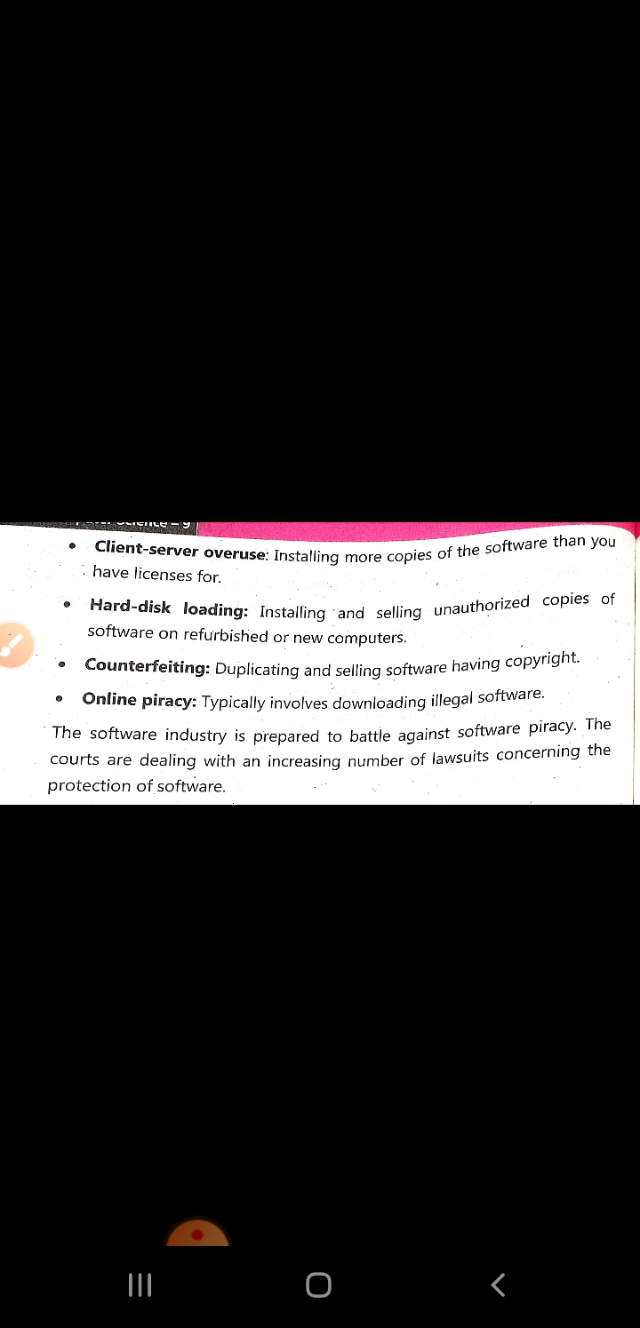 • Client-server overuse: Installing more copies of the software than you
have licenses for.
• Hard-disk loading: Installing and selling unauthorized copies of
software on refurbished or new computers.
• Counterfeiting: Duplicating and selling software having copyright.
• Online piracy: Typically involves downloading illegal software.
The software industry is prepared to battle against software piracy. The
courts are dealing with an increasing number of lawsuits concerning the
protection of software.